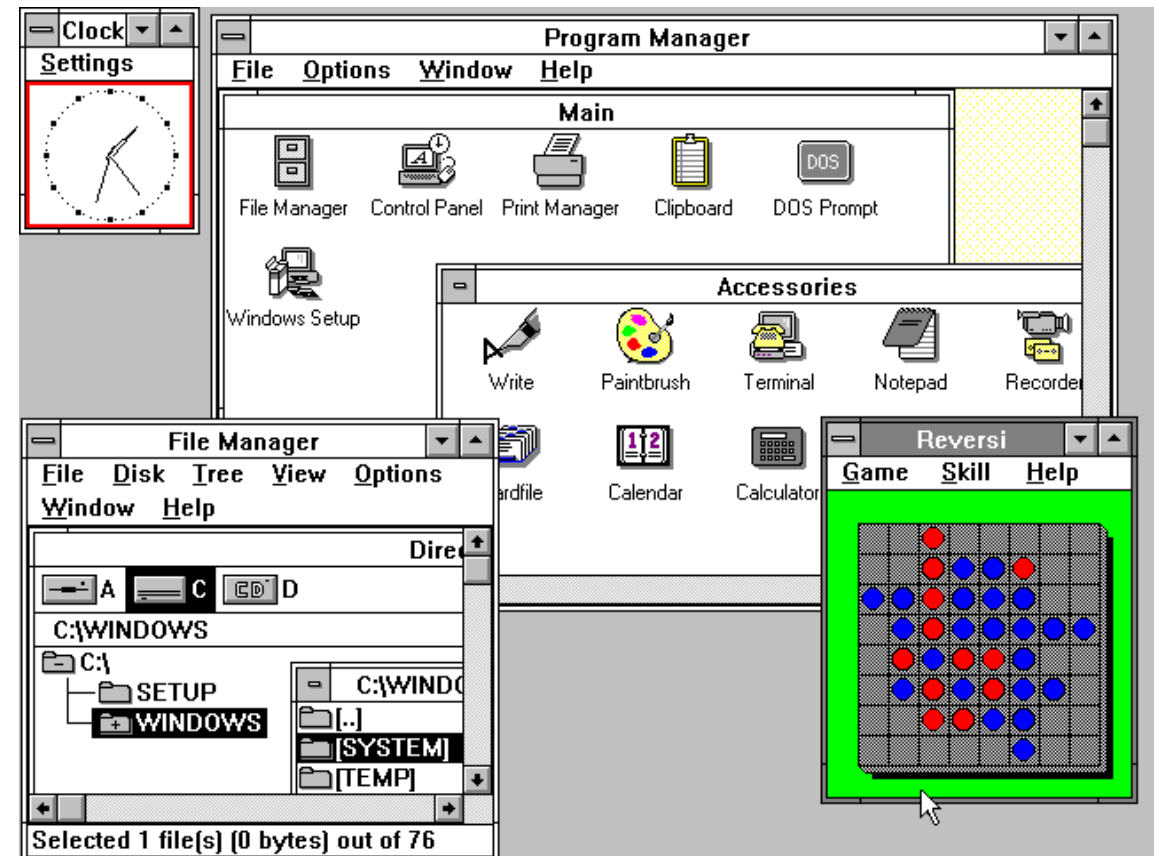 Clock
Settings
Program Manager
File Options Window Help
Main
File Manager Control Panel Print Manager Clipboard DOS Prompt
DOS
Windows Setup
Accessories
Write Paintbrush Terminal Notepad Recorder
ardfile Calendar Calculator
File Manager
File Disk Tree View Options
Window Help
Direc
A C D
C:\WINDOWS
C:\
SETUP
WINDOWS
C:\WINDO
[..]
[SYSTEM]
[TEMP]
Selected 1 file(s) (0 bytes) out of 76
Reversi
Game Skill Help